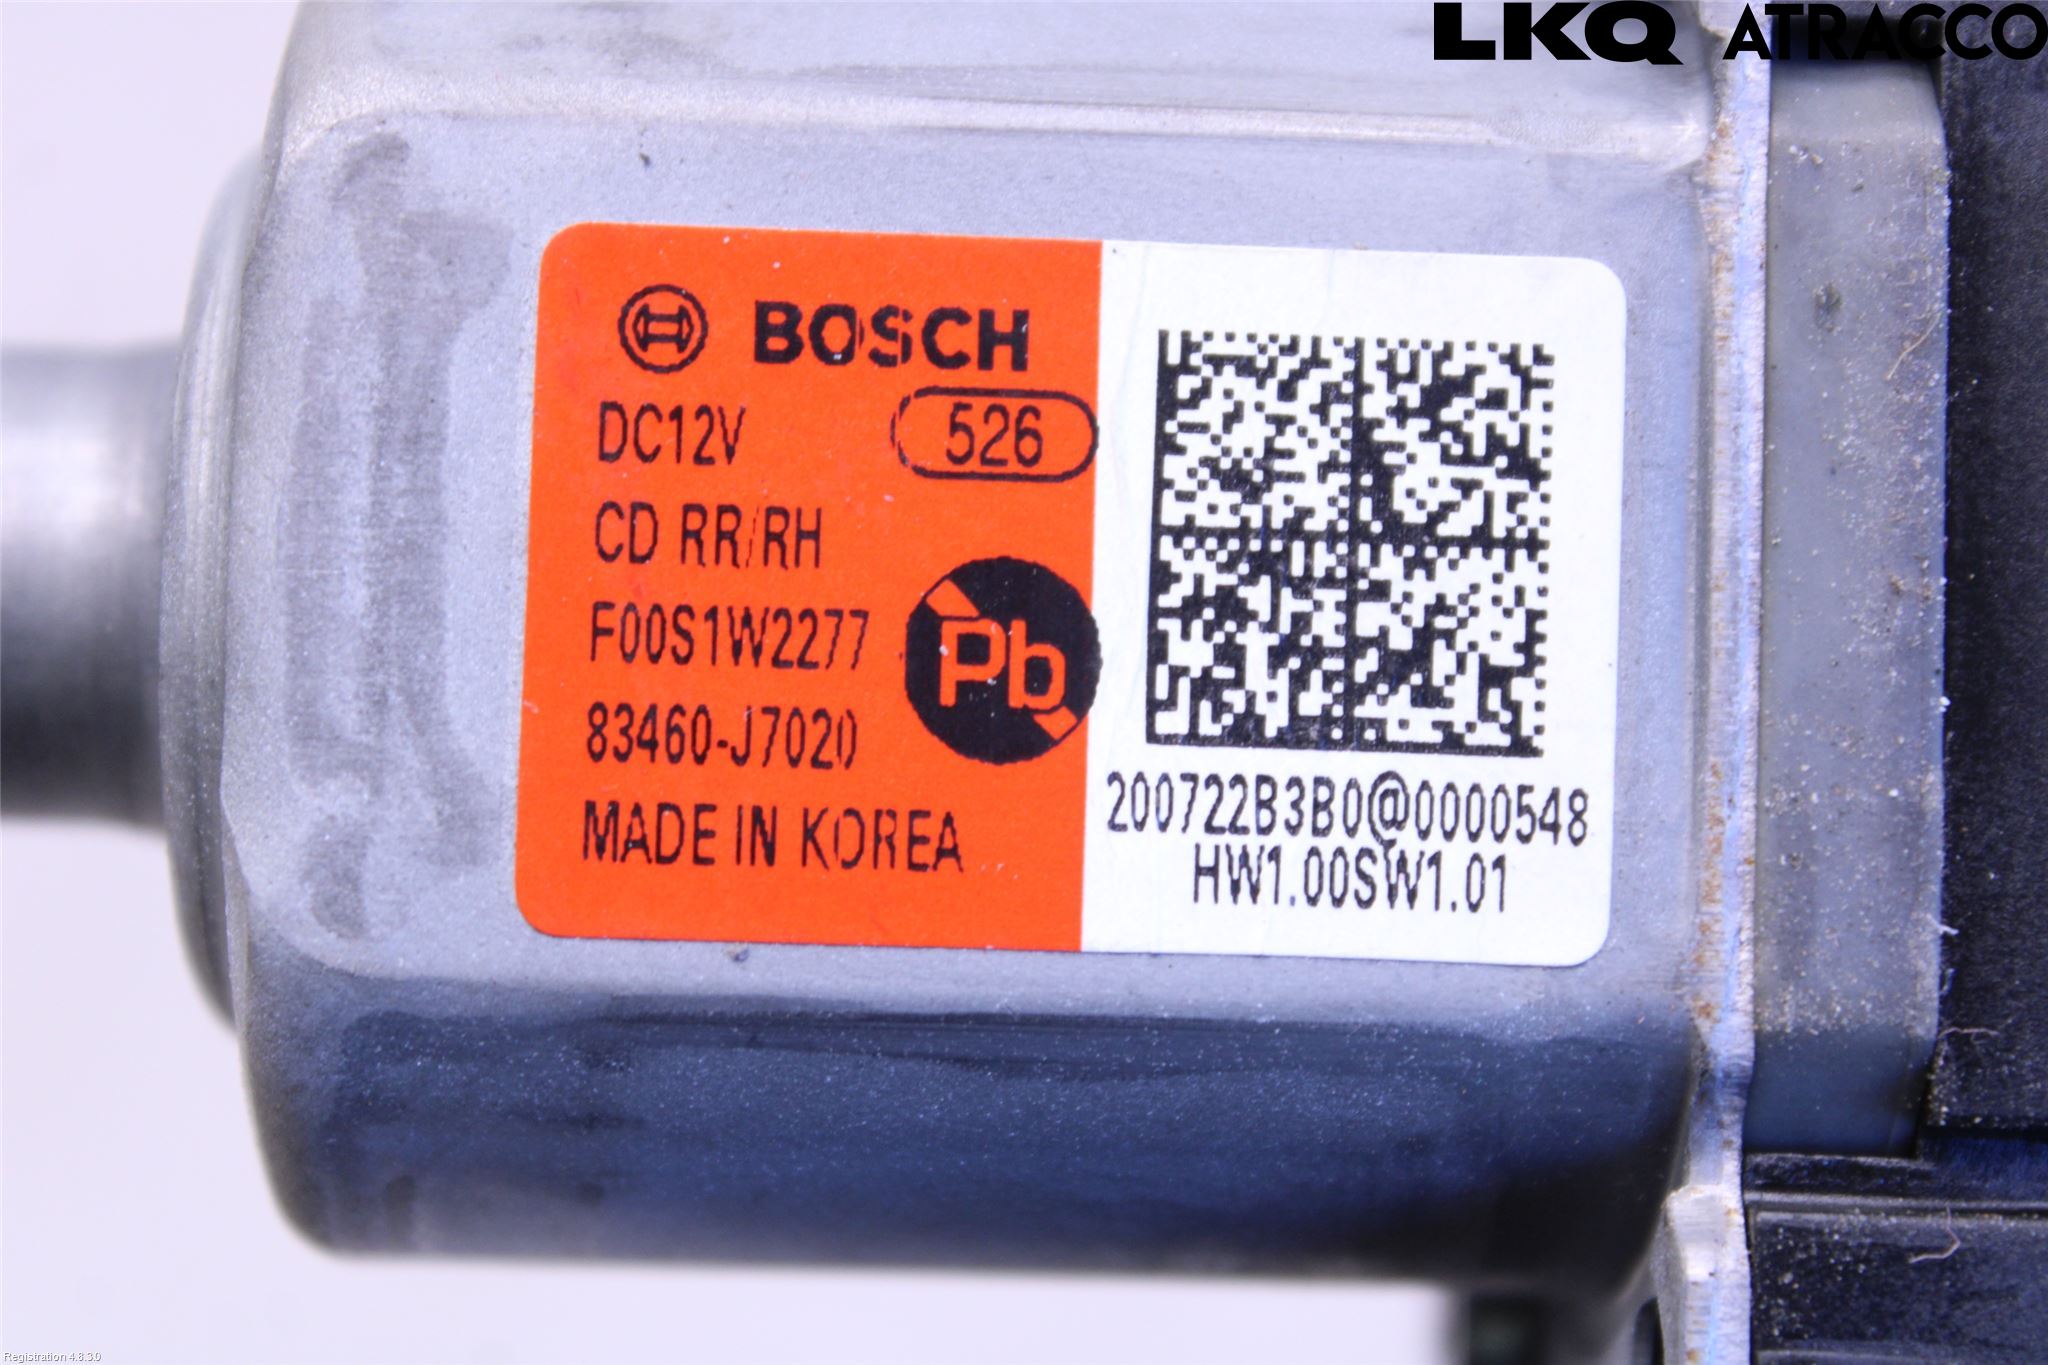 LKQ ATRACCO
BOSCH
DC12V 526
CD RR/RH
F00S1W2277
Pb
83460-J7020
MADE IN KOREA
200722B3B0@0000548
HW1.00SW1.01
Registration 4.8.3.0